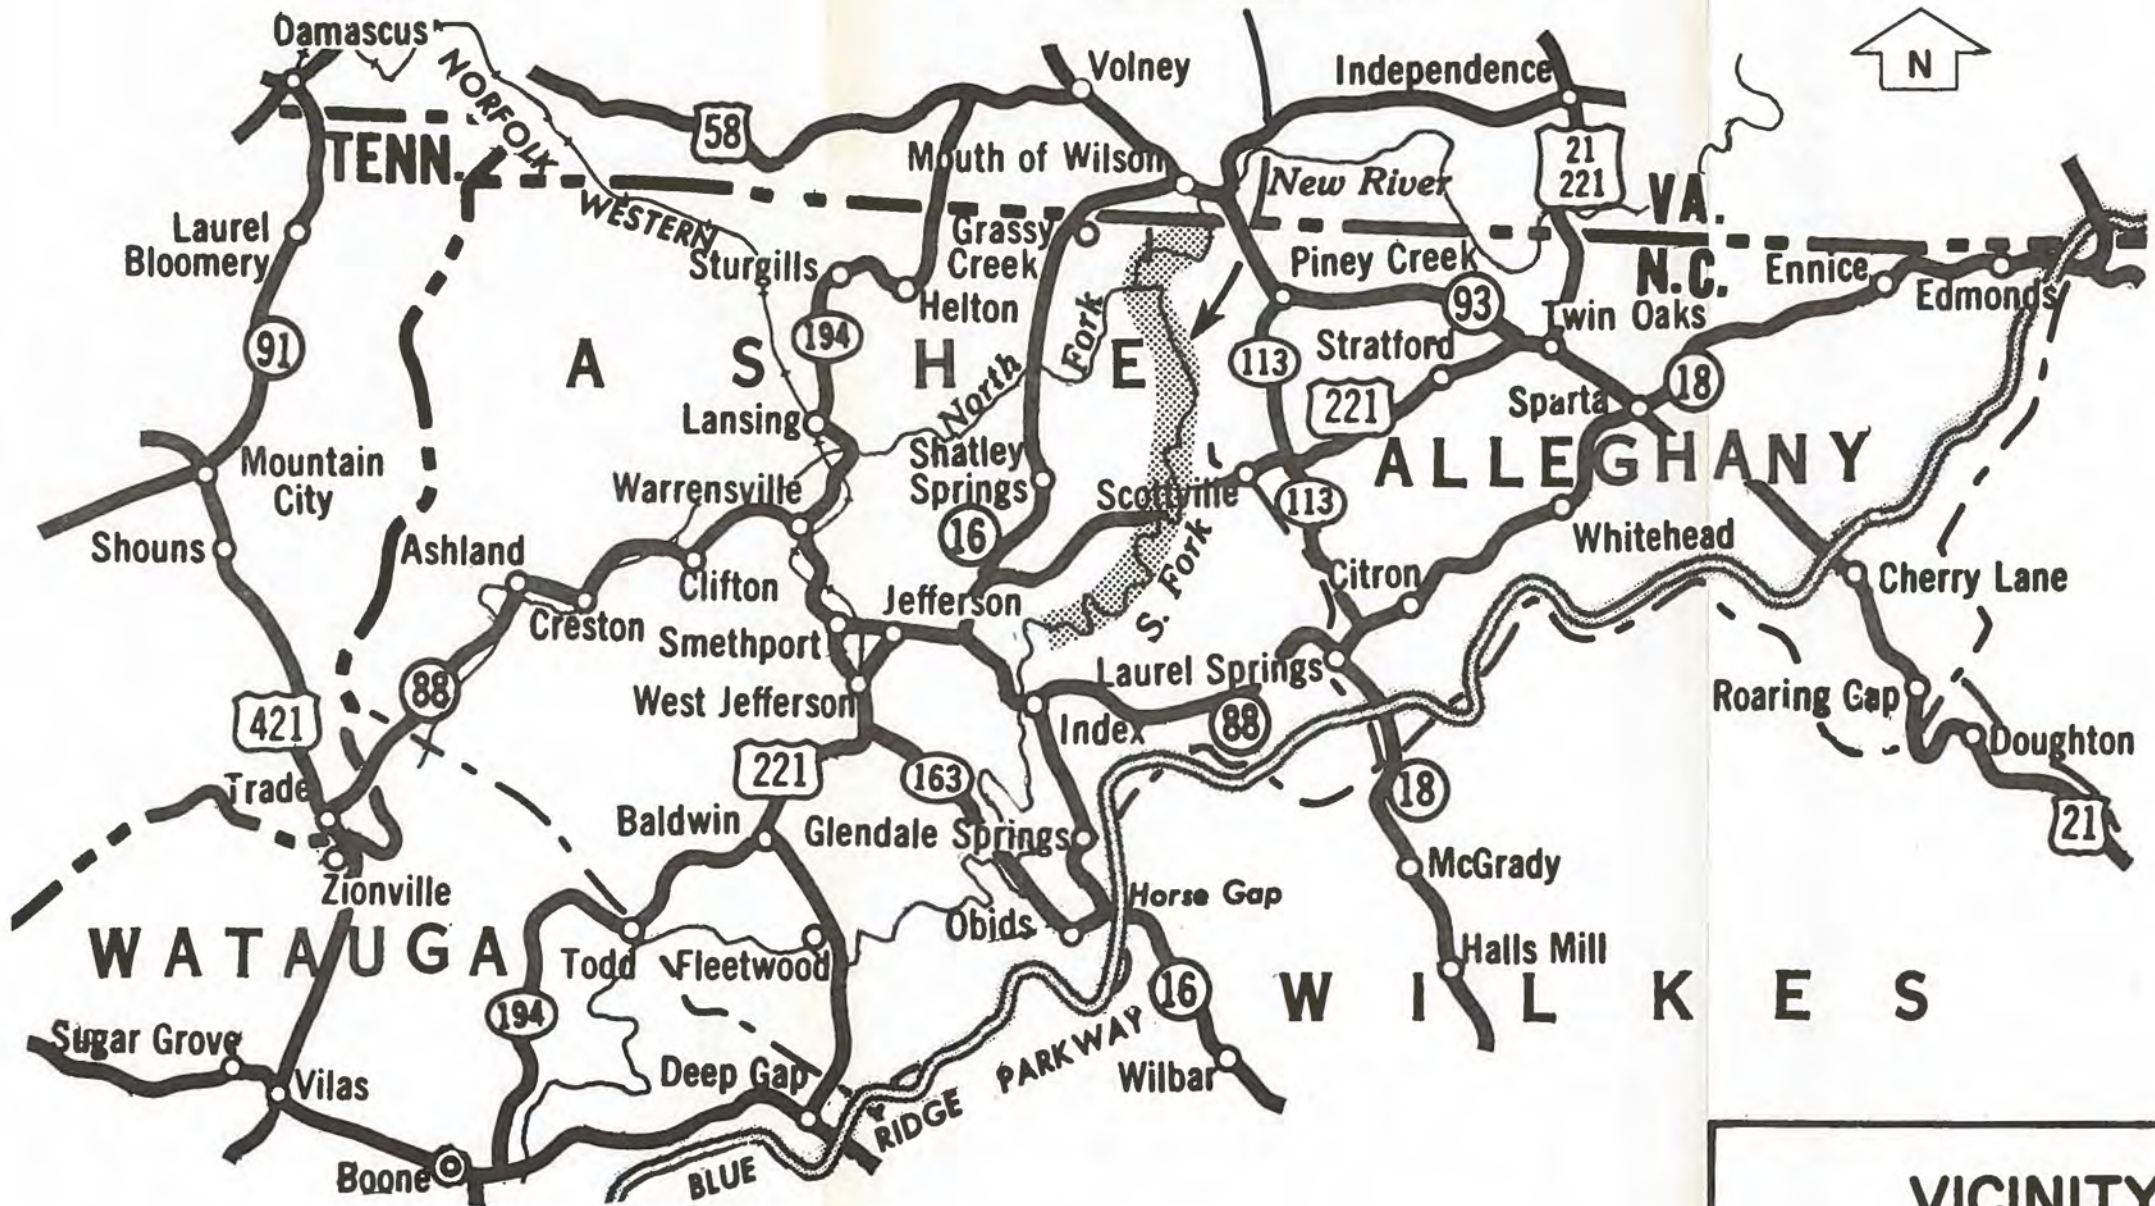 Damascus
N
NORFOLK
WESTERN
58
Volney
Independence
21
221
TENN.
Mouth of Wilson
New River
VA.
N.C.
Laurel
Bloomery
Sturgills
Grassy
Creek
Helton
Piney Creek
Ennice
Edmonds
93
Twin Oaks
91
194
ASHE
North
Fork
113
Stratford
221
Sparta
18
Lansing
ALLEGHANY
Mountain
City
Warrensville
Shatley
Springs
Scottville
113
16
Whitehead
Shouns
Ashland
Clifton
S. Fork
Citron
Cherry Lane
Creston
Jefferson
Smethport
Laurel Springs
88
421
West Jefferson
Index
88
Roaring Gap
Doughton
221
163
18
21
Trade
Baldwin
Glendale Springs
McGrady
Zionville
Horse Gap
WATAUGA
Todd
Fleetwood
Obids
Halls Mill
194
16
WILKES
Sugar Grove
Vilas
Deep Gap
Wilbar
Boone
BLUE
RIDGE
PARKWAY
VICINITY